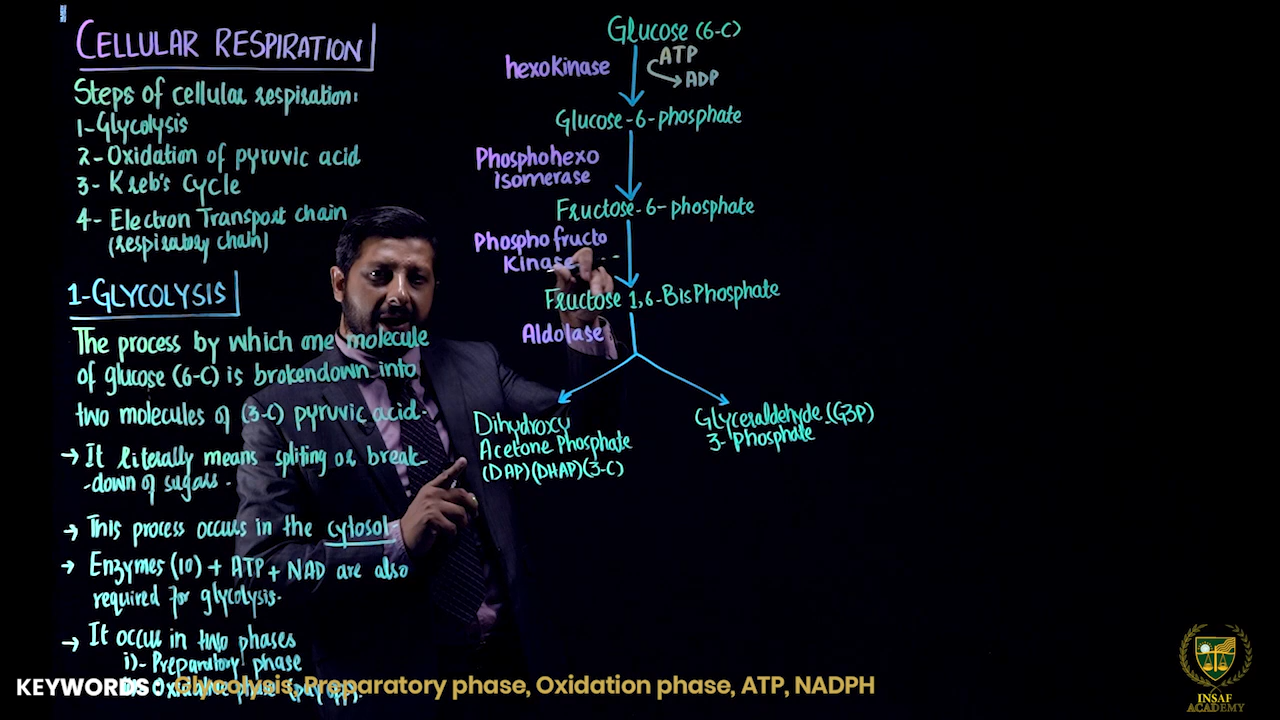 CELLULAR RESPIRATION
Steps of cellular respiration:
1-Glycolysis
2-Oxidation of pyruvic acid
3- Kreb's cycle
4- Electron Transport chain
(respiratory chain)
1-GLYCOLYSIS
The process by which one molecule
of glucose (6-C) is brokendown into
two molecules of (3-C) pyruvic acid-
→ It literally means spliting or break-
-down of sugars -
→ This process occurs in the cytosol
→ Enzymes (10) + ATP + NAD are also
required for glycolysis-
→ It occur in two phases
i)- Preparatory phase
Glucose (6-C)
hexoKinase
ATP
ADP
Glucose-6-phosphate
Phosphohexo
Isomerase
Fructose-6-phosphate
Phosphofructo
Kinase
Fructose 1,6-BisPhosphate
Aldolase
Dihydroxy
Acetone Phosphate
(DAP)(DHAP)(3-C)
Glyceraldehyde (G3P)
3-Phosphate
KEYWORDS : Glycolysis, Preparatory phase, Oxidation phase, ATP, NADPH
INSAF
ACADEMY